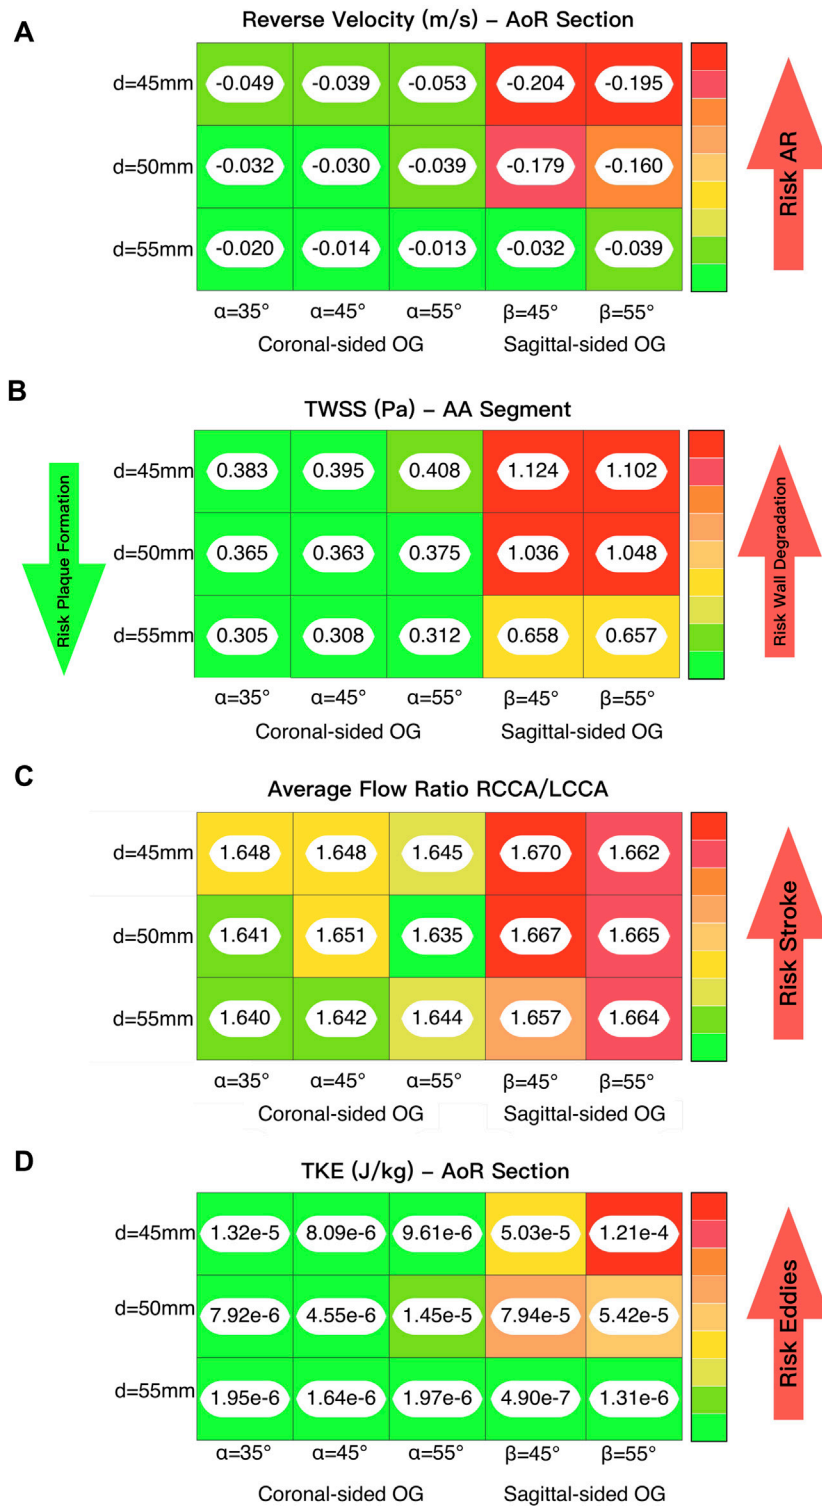 A
Reverse Velocity (m/s) – AoR Section
d=45mm -0.049 -0.039 -0.053 -0.204 -0.195
d=50mm -0.032 -0.030 -0.039 -0.179 -0.160
d=55mm -0.020 -0.014 -0.013 -0.032 -0.039
α=35° α=45° α=55° β=45° β=55°
Coronal-sided OG Sagittal-sided OG
Risk AR
B
TWSS (Pa) – AA Segment
d=45mm 0.383 0.395 0.408 1.124 1.102
d=50mm 0.365 0.363 0.375 1.036 1.048
d=55mm 0.305 0.308 0.312 0.658 0.657
α=35° α=45° α=55° β=45° β=55°
Coronal-sided OG Sagittal-sided OG
Risk Plaque Formation
Risk Wall Degradation
C
Average Flow Ratio RCCA/LCCA
d=45mm 1.648 1.648 1.645 1.670 1.662
d=50mm 1.641 1.651 1.635 1.667 1.665
d=55mm 1.640 1.642 1.644 1.657 1.664
α=35° α=45° α=55° β=45° β=55°
Coronal-sided OG Sagittal-sided OG
Risk Stroke
D
TKE (J/kg) – AoR Section
d=45mm 1.32e-5 8.09e-6 9.61e-6 5.03e-5 1.21e-4
d=50mm 7.92e-6 4.55e-6 1.45e-5 7.94e-5 5.42e-5
d=55mm 1.95e-6 1.64e-6 1.97e-6 4.90e-7 1.31e-6
α=35° α=45° α=55° β=45° β=55°
Coronal-sided OG Sagittal-sided OG
Risk Eddies